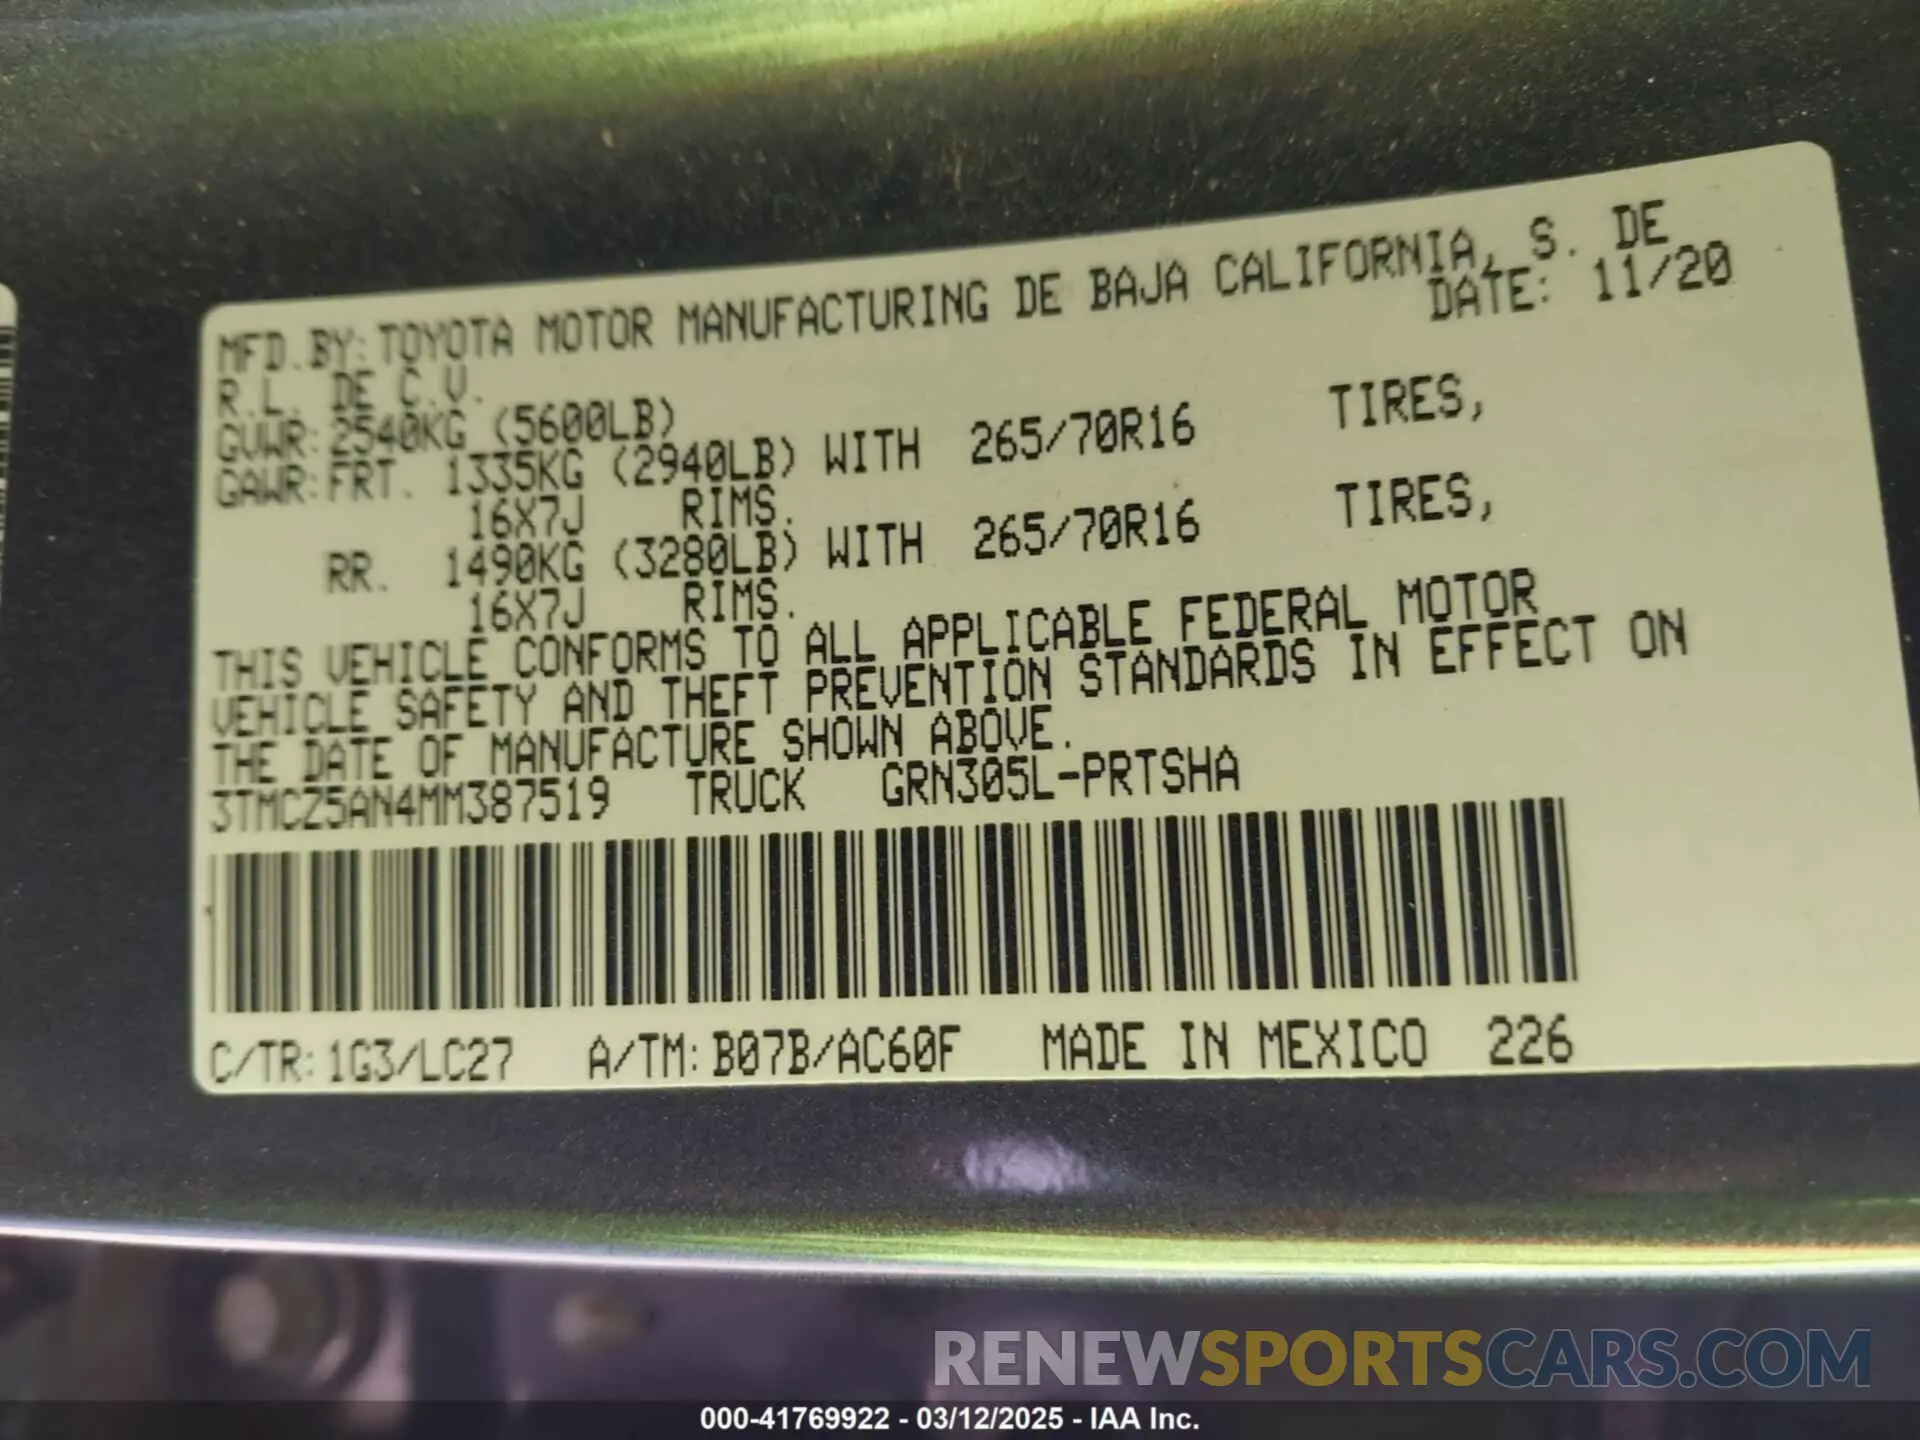 MFD.BY:TOYOTA MOTOR MANUFACTURING DE BAJA CALIFORNIA, S. DE
R.L. DE C.V. DATE: 11/20
GVWR:2540KG (5600LB)
GAWR:FRT. 1335KG (2940LB) WITH 265/70R16 TIRES,
16X7J RIMS.
RR. 1490KG (3280LB) WITH 265/70R16 TIRES,
16X7J RIMS.
THIS VEHICLE CONFORMS TO ALL APPLICABLE FEDERAL MOTOR
VEHICLE SAFETY AND THEFT PREVENTION STANDARDS IN EFFECT ON
THE DATE OF MANUFACTURE SHOWN ABOVE.
3TMCZ5AN4MM387519 TRUCK GRN305L-PRTSHA
C/TR:1G3/LC27 A/TM:B07B/AC60F MADE IN MEXICO 226
RENEWSPORTSCARS.COM
000-41769922 - 03/12/2025 - IAA Inc.